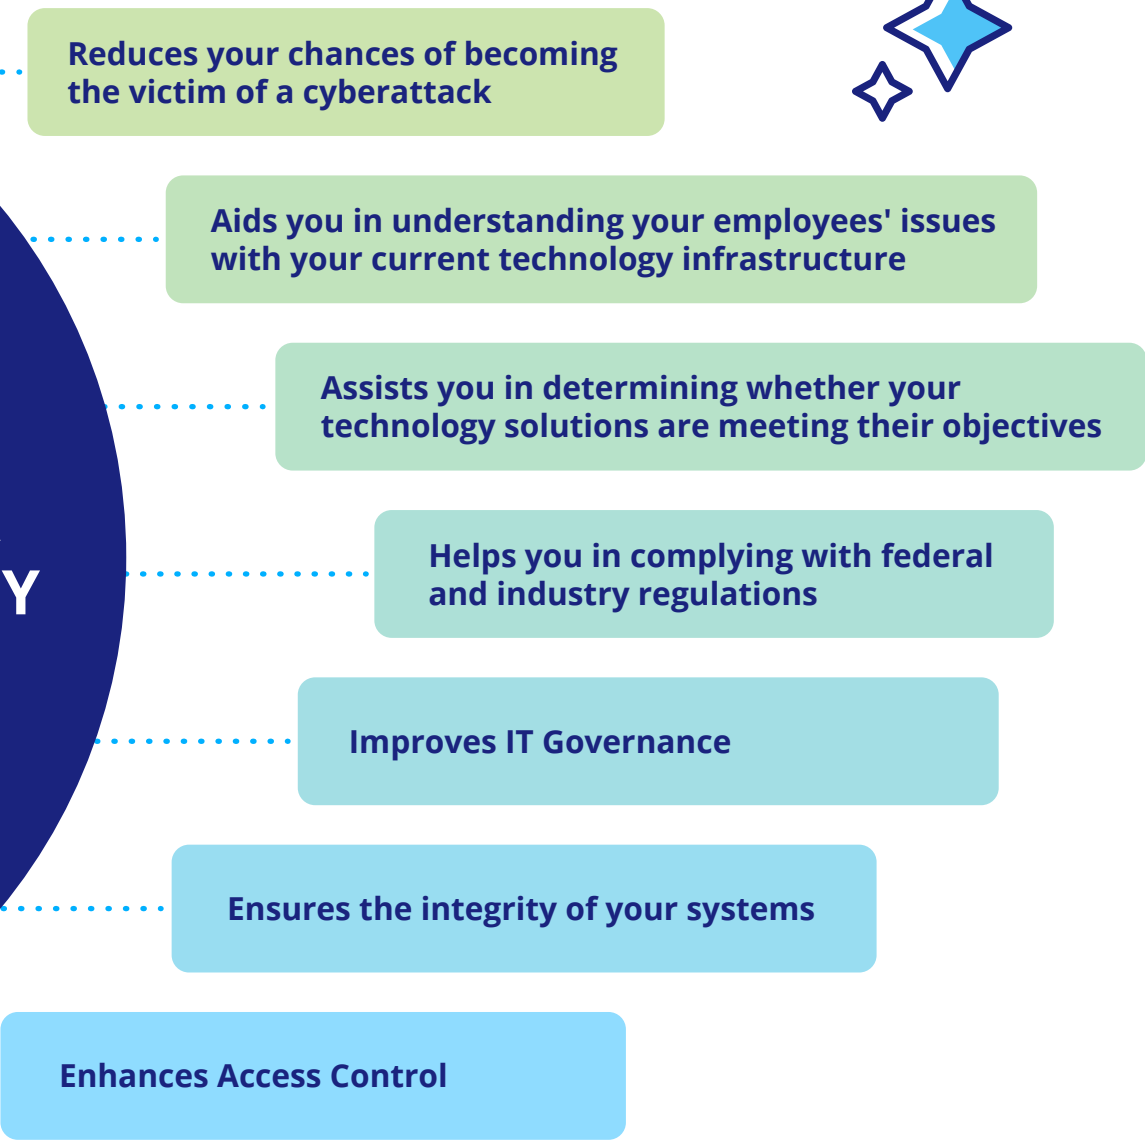 Reduces your chances of becoming
the victim of a cyberattack
Aids you in understanding your employees' issues
with your current technology infrastructure
Assists you in determining whether your
technology solutions are meeting their objectives
Helps you in complying with federal
and industry regulations
Y
Improves IT Governance
Ensures the integrity of your systems
Enhances Access Control